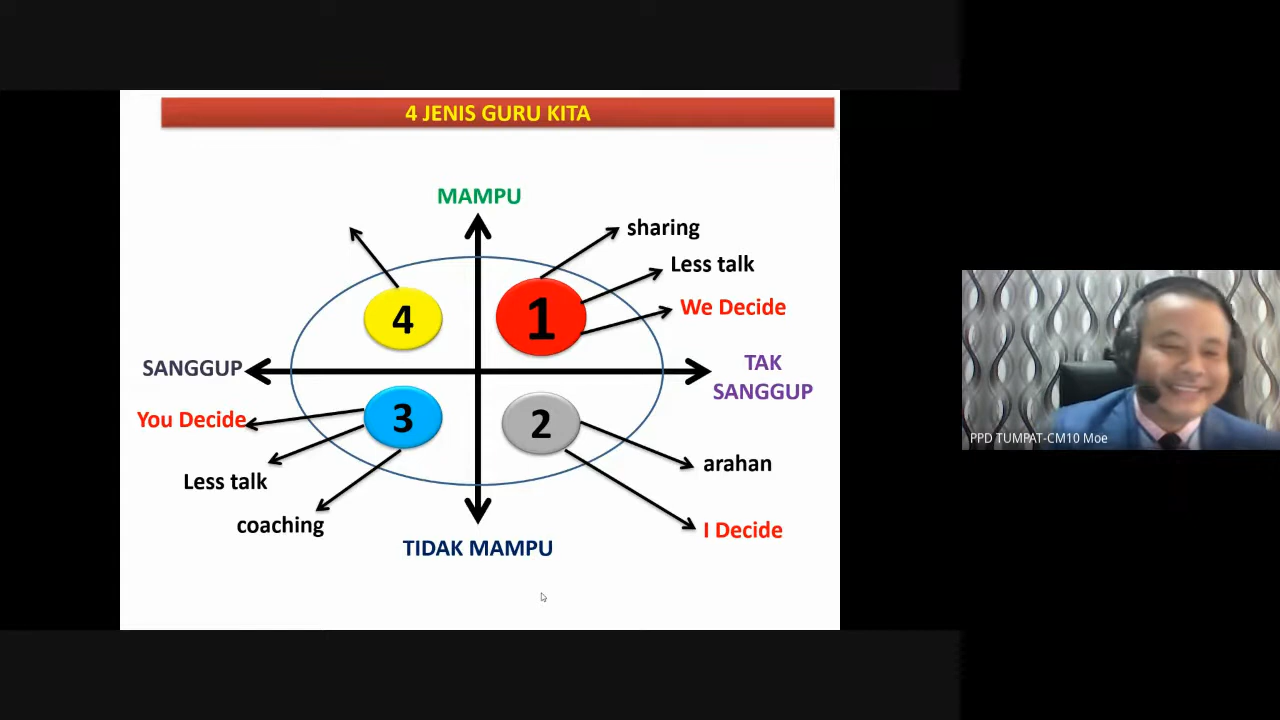 4 JENIS GURU KITA
MAMPU
sharing
Less talk
We Decide
4
1
SANGGUP
TAK
SANGGUP
You Decide
3
2
Less talk
arahan
coaching
I Decide
TIDAK MAMPU
PPD TUMPAT-CM10 Moe